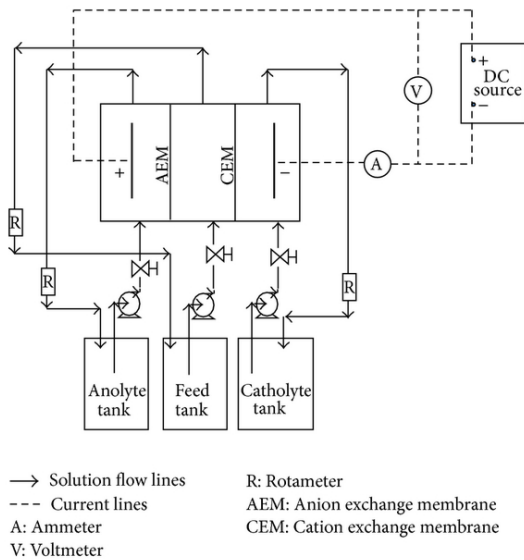 +
DC
source
−
V
A
+
AEM
CEM
−
R
R
R
Anolyte
tank
Feed
tank
Catholyte
tank
Solution flow lines
Current lines
A: Ammeter
V: Voltmeter
R: Rotameter
AEM: Anion exchange membrane
CEM: Cation exchange membrane